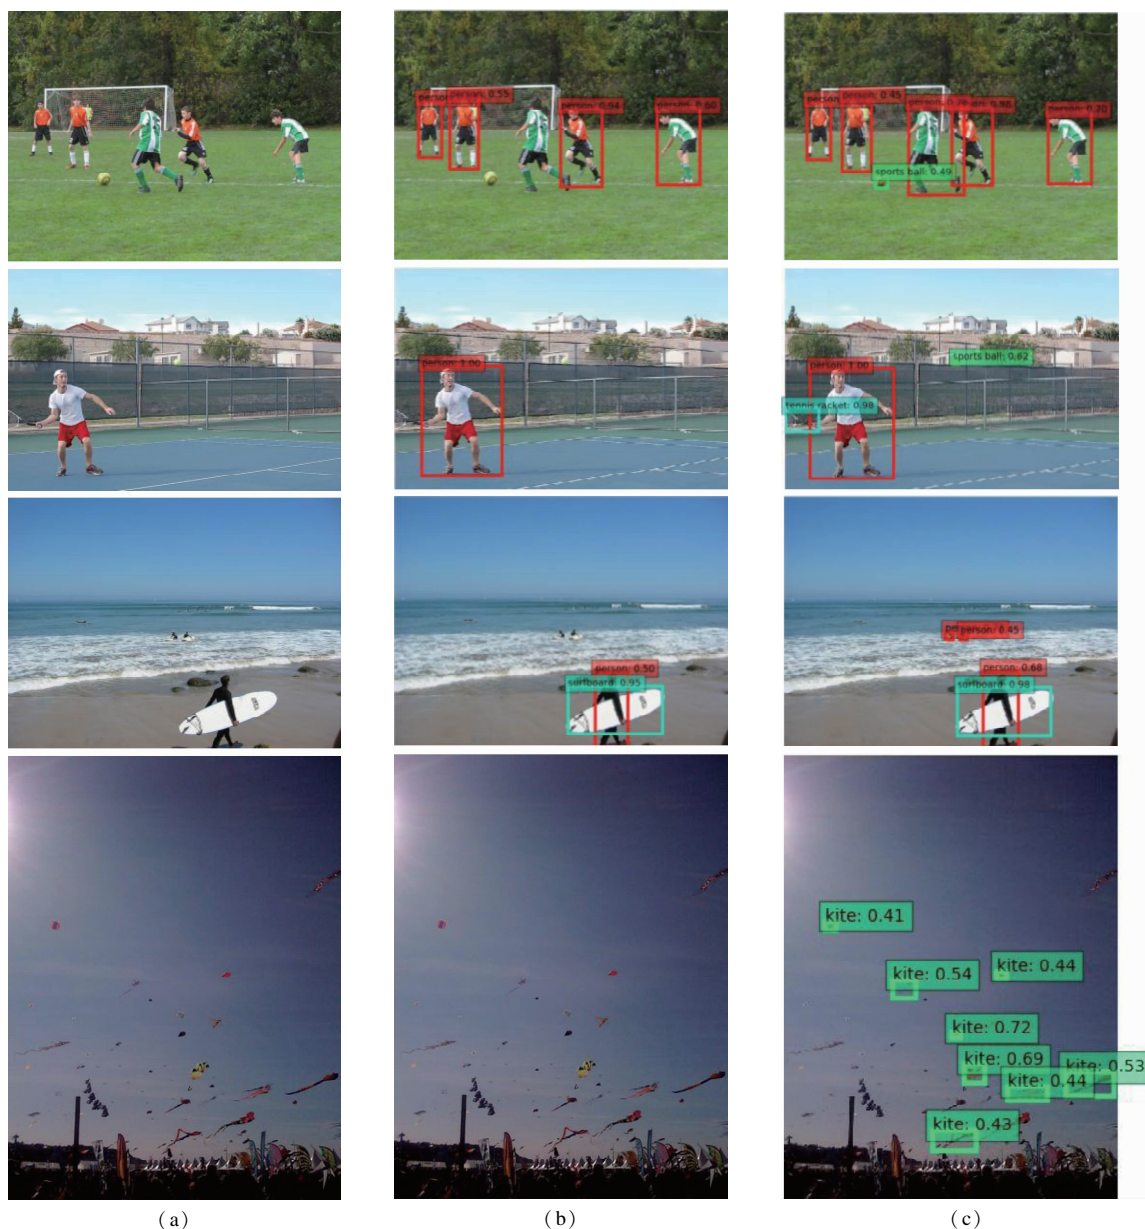 person: 0.55
person: 0.94
person: 0.60
person: 0.45
person: 0.70
sports ball: 0.49
person: 1.00
person: 1.00
sports ball: 0.62
tennis racket: 0.98
person: 0.50
surfboard: 0.95
person: 0.45
person: 0.68
surfboard: 0.98
kite: 0.41
kite: 0.54
kite: 0.44
kite: 0.72
kite: 0.69
kite: 0.53
kite: 0.44
kite: 0.43
(a)
(b)
(c)